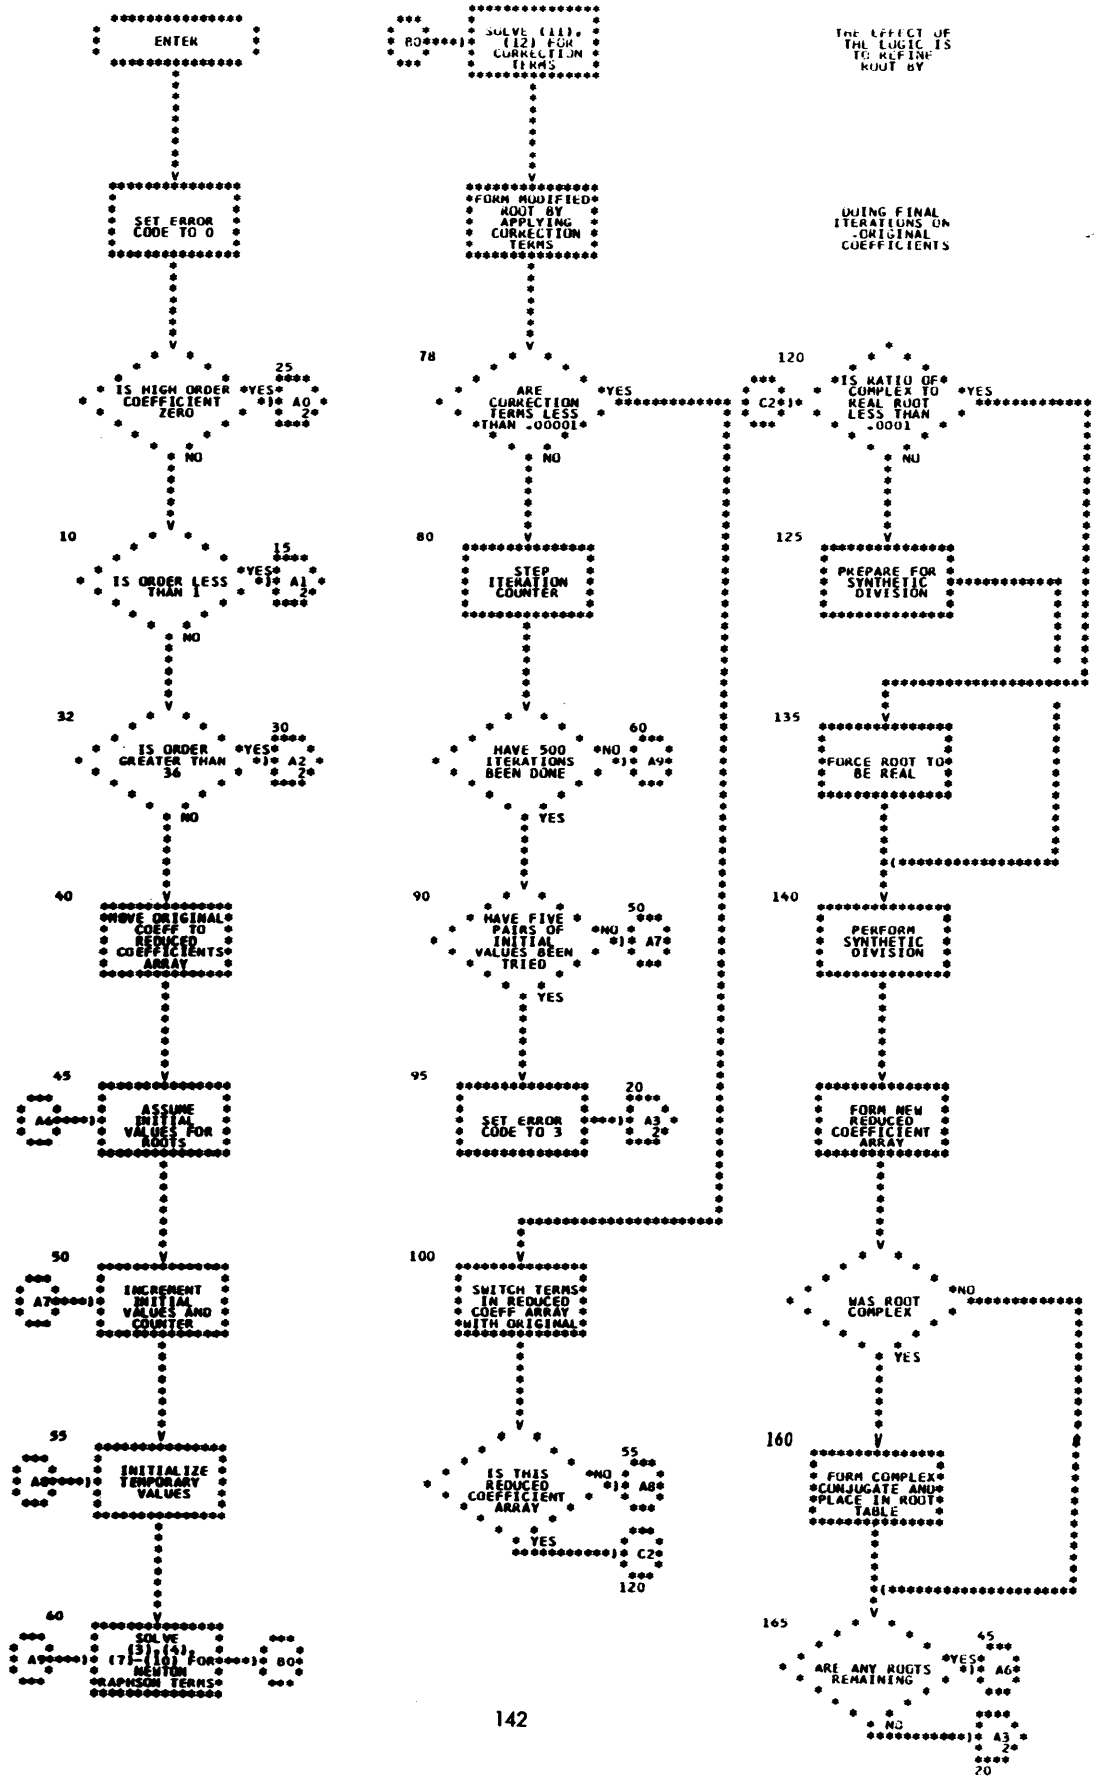 ENTER
SET ERROR
CODE TO 0
25
IS HIGH ORDER
COEFFICIENT
ZERO
YES
A0
2
NO
10
15
IS ORDER LESS
THAN 1
YES
A1
2
NO
32
30
IS ORDER
GREATER THAN
36
YES
A2
2
NO
40
MOVE ORIGINAL
COEFF TO
REDUCED
COEFFICIENTS
ARRAY
45
A6
ASSUME
INITIAL
VALUES FOR
ROOTS
50
A7
INCREMENT
INITIAL
VALUES AND
COUNTER
55
A8
INITIALIZE
TEMPORARY
VALUES
60
A9
SOLVE
(3),(4),
(7)-(10) FOR
NEWTON
RAPHSON TERMS
B0
B0
SOLVE (11),
(12) FOR
CORRECTION
TERMS
FORM MODIFIED
ROOT BY
APPLYING
CORRECTION
TERMS
78
ARE
CORRECTION
TERMS LESS
THAN .00001
YES
NO
80
STEP
ITERATION
COUNTER
60
HAVE 500
ITERATIONS
BEEN DONE
NO
A9
YES
90
50
HAVE FIVE
PAIRS OF
INITIAL
VALUES BEEN
TRIED
NO
A7
YES
95
20
SET ERROR
CODE TO 3
A3
2
100
SWITCH TERMS
IN REDUCED
COEFF ARRAY
WITH ORIGINAL
55
IS THIS
REDUCED
COEFFICIENT
ARRAY
NO
A8
YES
C2
120
THE EFFECT OF
THE LOGIC IS
TO REFINE
ROOT BY
DOING FINAL
ITERATIONS ON
ORIGINAL
COEFFICIENTS
120
C2
IS RATIO OF
COMPLEX TO
REAL ROOT
LESS THAN
.0001
YES
NO
125
PREPARE FOR
SYNTHETIC
DIVISION
135
FORCE ROOT TO
BE REAL
140
PERFORM
SYNTHETIC
DIVISION
FORM NEW
REDUCED
COEFFICIENT
ARRAY
WAS ROOT
COMPLEX
NO
YES
160
FORM COMPLEX
CONJUGATE AND
PLACE IN ROOT
TABLE
165
45
ARE ANY ROOTS
REMAINING
YES
A6
NO
A3
2
20
142